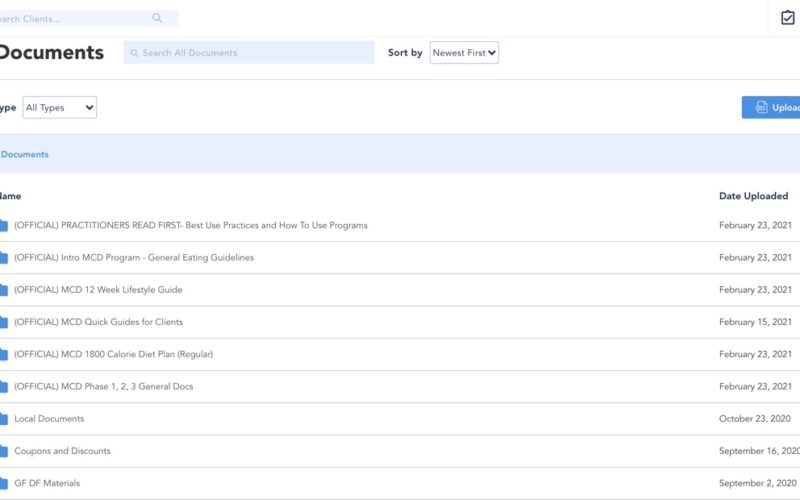 earch Clients...
Documents
Search All Documents
Sort by
Newest First
ype
All Types
Uploa
Documents
Name
Date Uploaded
(OFFICIAL) PRACTITIONERS READ FIRST- Best Use Practices and How To Use Programs
February 23, 2021
(OFFICIAL) Intro MCD Program - General Eating Guidelines
February 23, 2021
(OFFICIAL) MCD 12 Week Lifestyle Guide
February 23, 2021
(OFFICIAL) MCD Quick Guides for Clients
February 15, 2021
(OFFICIAL) MCD 1800 Calorie Diet Plan (Regular)
February 23, 2021
(OFFICIAL) MCD Phase 1, 2, 3 General Docs
February 23, 2021
Local Documents
October 23, 2020
Coupons and Discounts
September 16, 2020
GF DF Materials
September 2, 2020